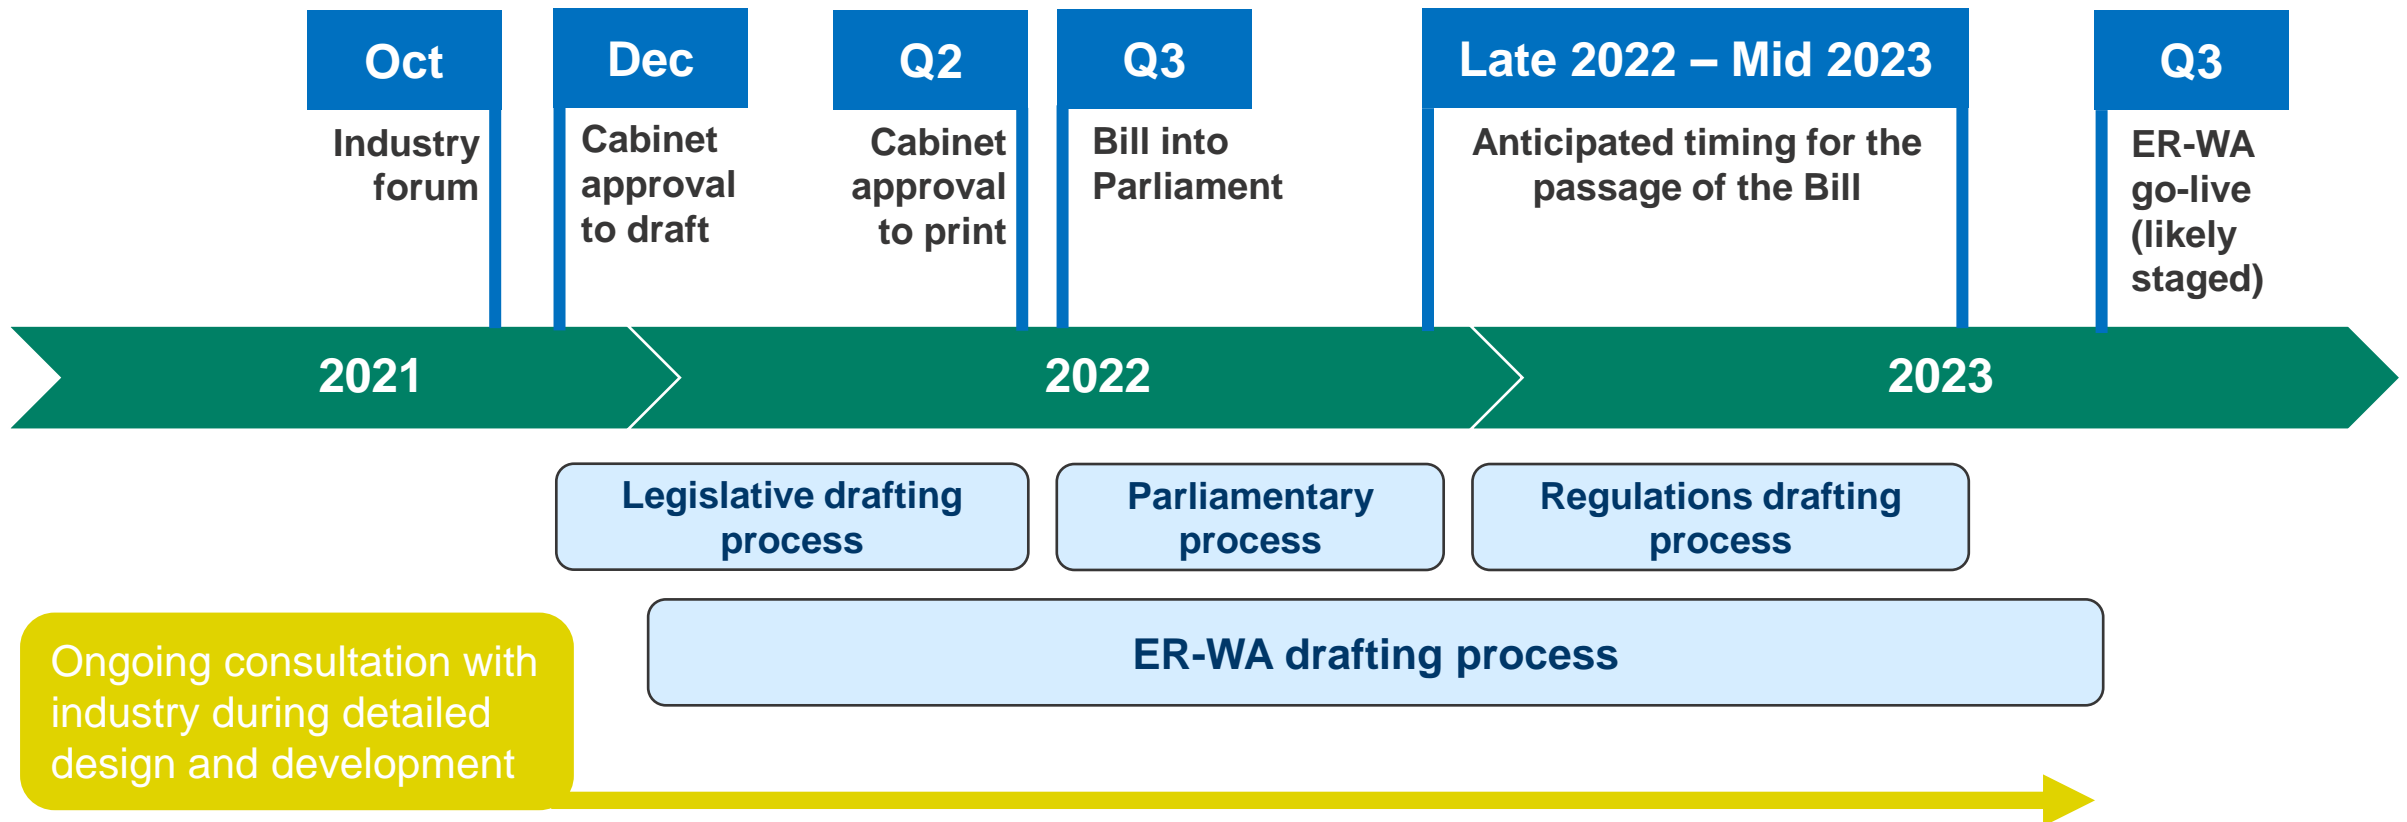 Oct
Industry
forum
Dec
Cabinet
approval
to draft
Q2
Cabinet
approval
to print
Q3
Bill into
Parliament
Late 2022 – Mid 2023
Anticipated timing for the
passage of the Bill
Q3
ER-WA
go-live
(likely
staged)
2021
2022
2023
Legislative drafting
process
Parliamentary
process
Regulations drafting
process
ER-WA drafting process
Ongoing consultation with
industry during detailed
design and development